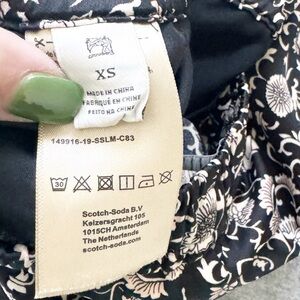 XS
MADE IN CHINA
FABRIQUÉ EN CHINE
FEITO NA CHINA
149916-19-SSLM-C83
30
Scotch-Soda B.V
Keizersgracht 105
1015CH Amsterdam
The Netherlands
scotch-soda.com